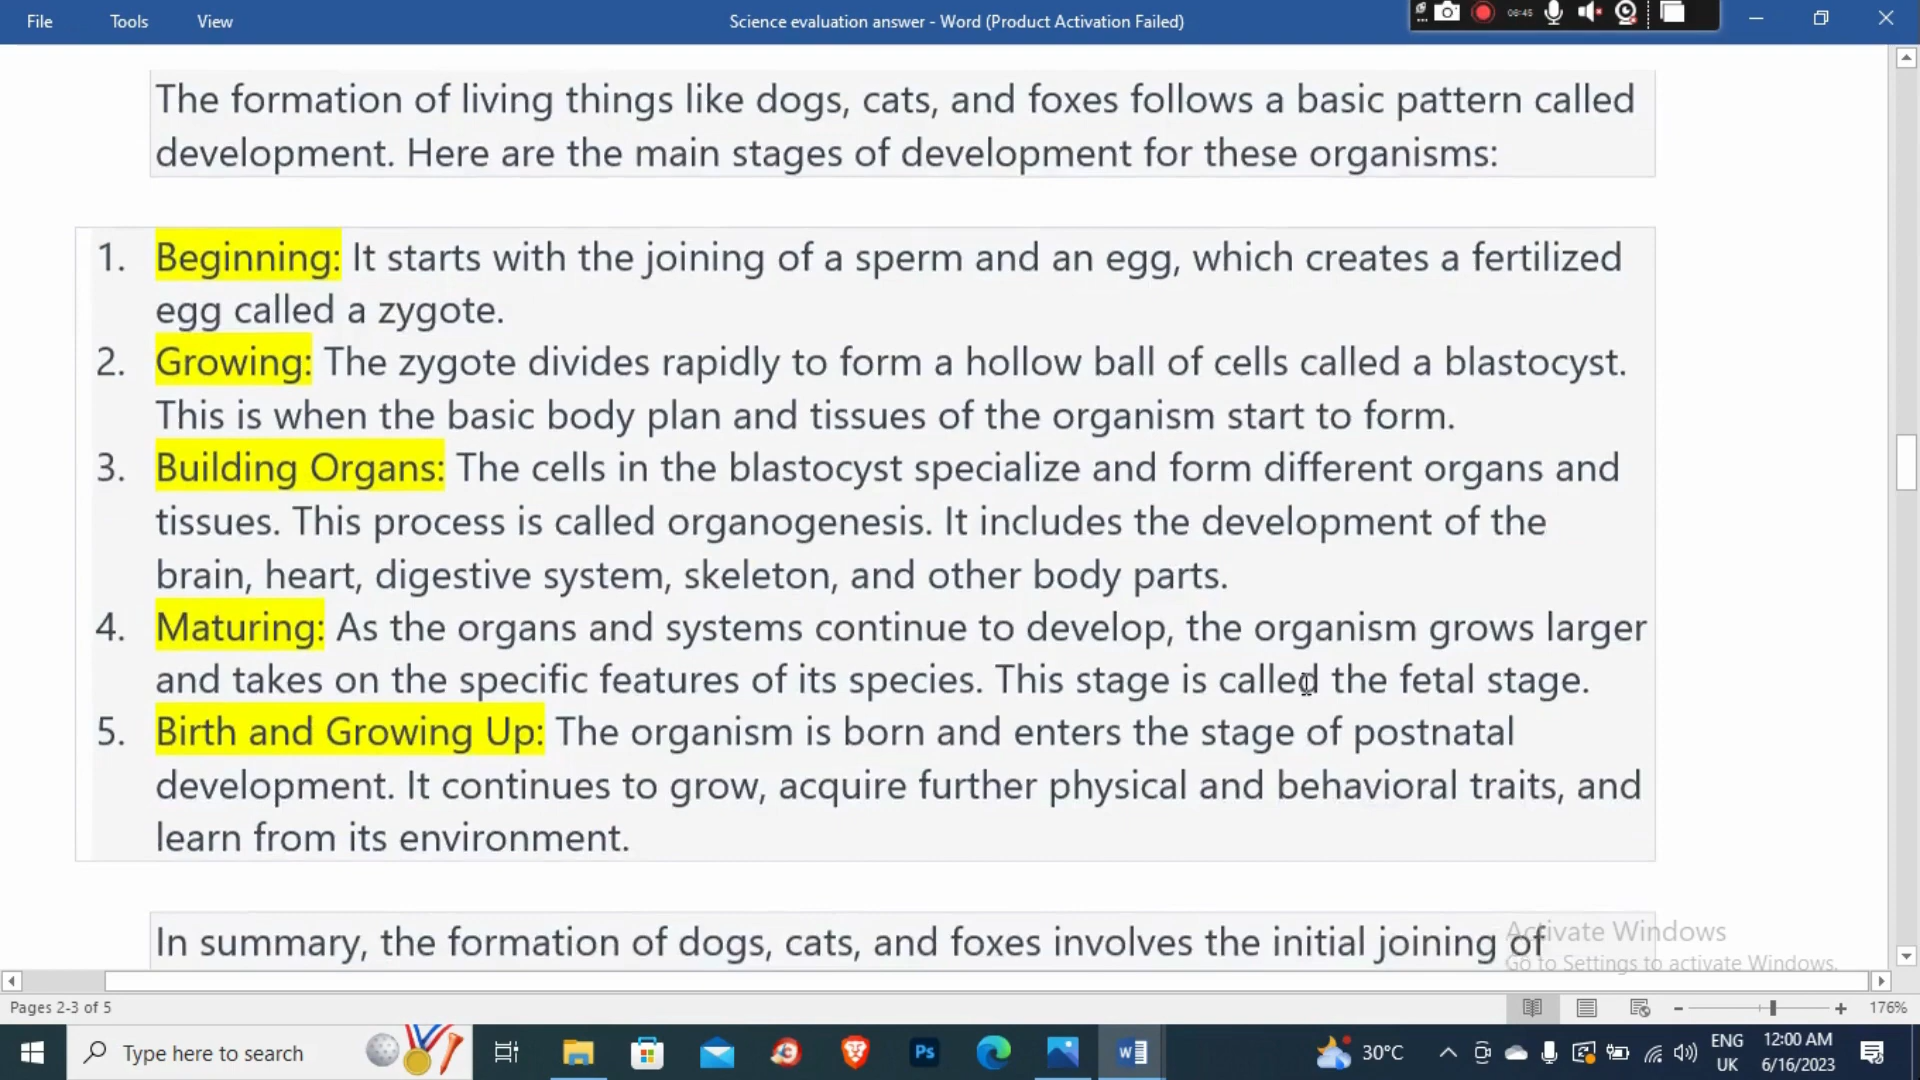 File Tools View Science evaluation answer - Word (Product Activation Failed) 06:45
The formation of living things like dogs, cats, and foxes follows a basic pattern called
development. Here are the main stages of development for these organisms:
1. Beginning: It starts with the joining of a sperm and an egg, which creates a fertilized
egg called a zygote.
2. Growing: The zygote divides rapidly to form a hollow ball of cells called a blastocyst.
This is when the basic body plan and tissues of the organism start to form.
3. Building Organs: The cells in the blastocyst specialize and form different organs and
tissues. This process is called organogenesis. It includes the development of the
brain, heart, digestive system, skeleton, and other body parts.
4. Maturing: As the organs and systems continue to develop, the organism grows larger
and takes on the specific features of its species. This stage is called the fetal stage.
5. Birth and Growing Up: The organism is born and enters the stage of postnatal
development. It continues to grow, acquire further physical and behavioral traits, and
learn from its environment.
In summary, the formation of dogs, cats, and foxes involves the initial joining of
Activate Windows
Go to Settings to activate Windows.
Pages 2-3 of 5 176%
Type here to search Ps 30°C ENG 12:00 AM
UK 6/16/2023